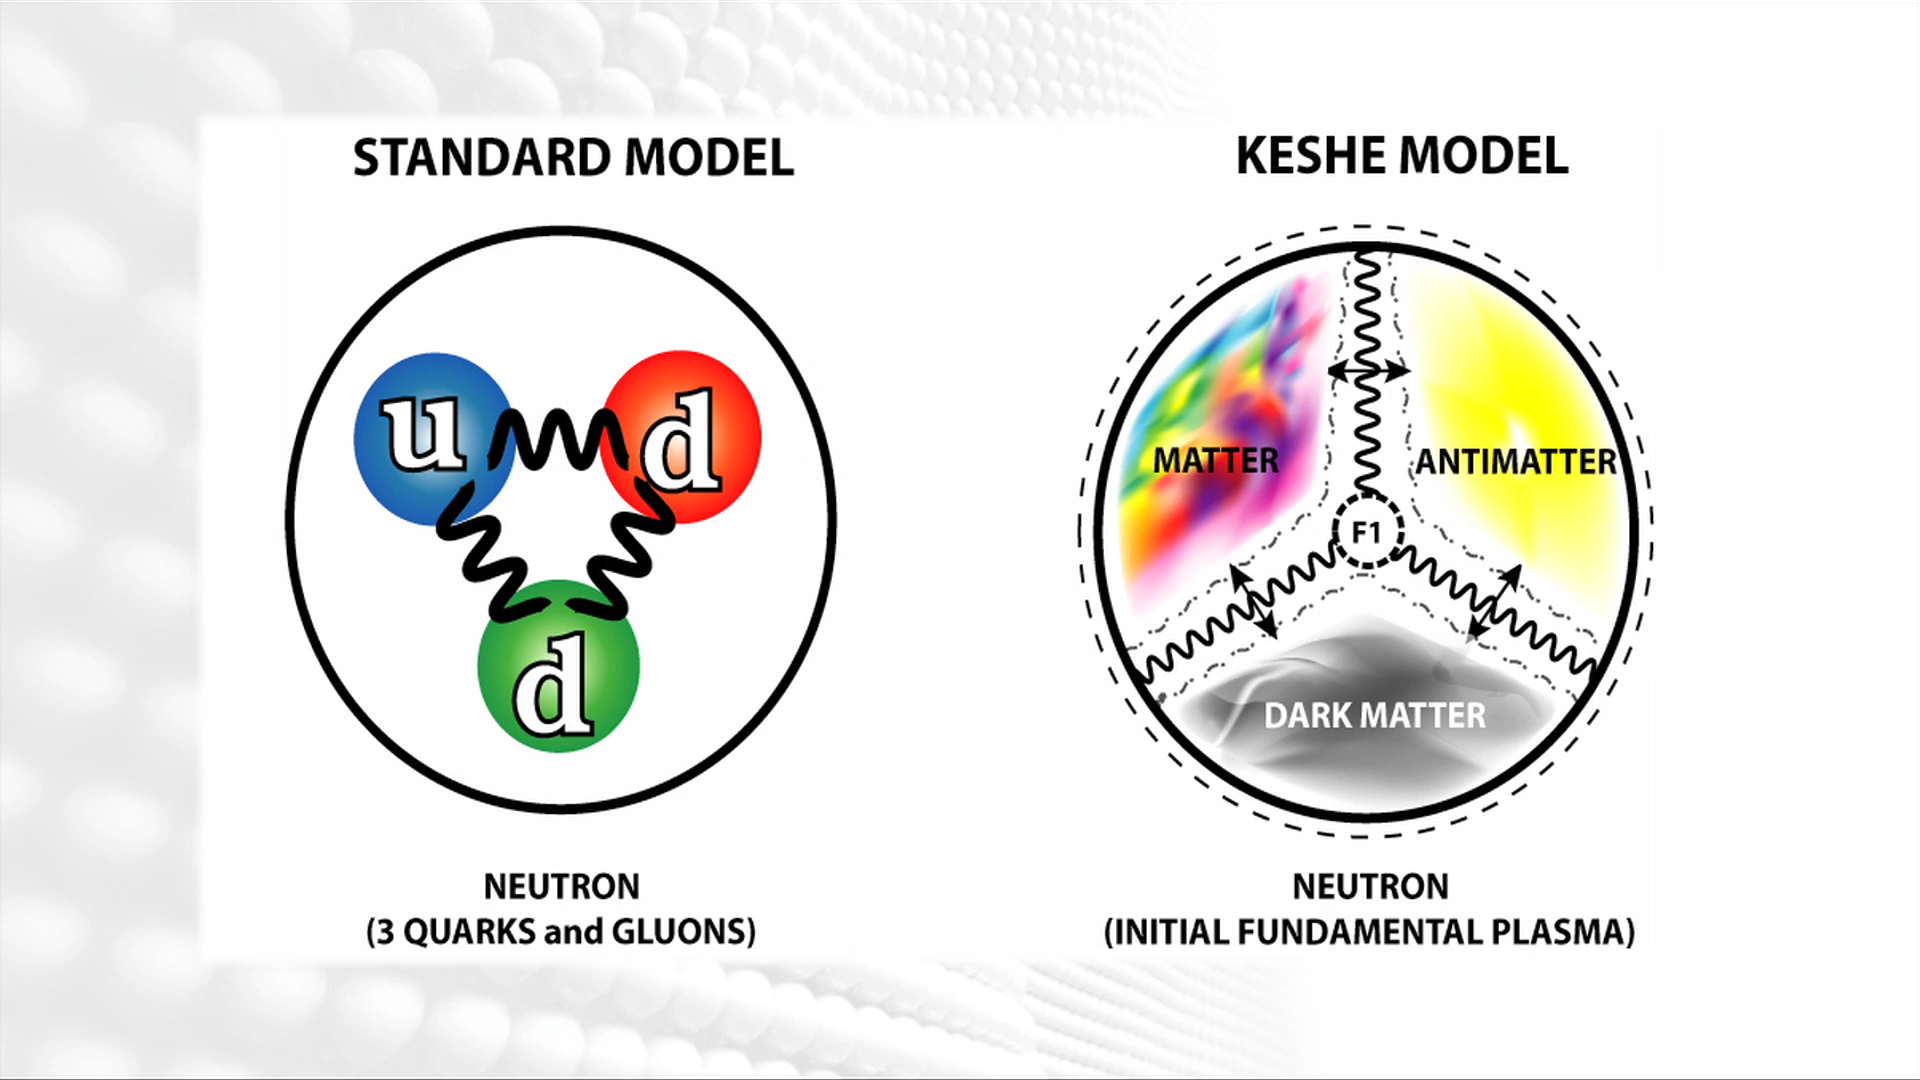 STANDARD MODEL
u
d
d
NEUTRON
(3 QUARKS and GLUONS)
KESHE MODEL
MATTER
ANTIMATTER
F1
DARK MATTER
NEUTRON
(INITIAL FUNDAMENTAL PLASMA)